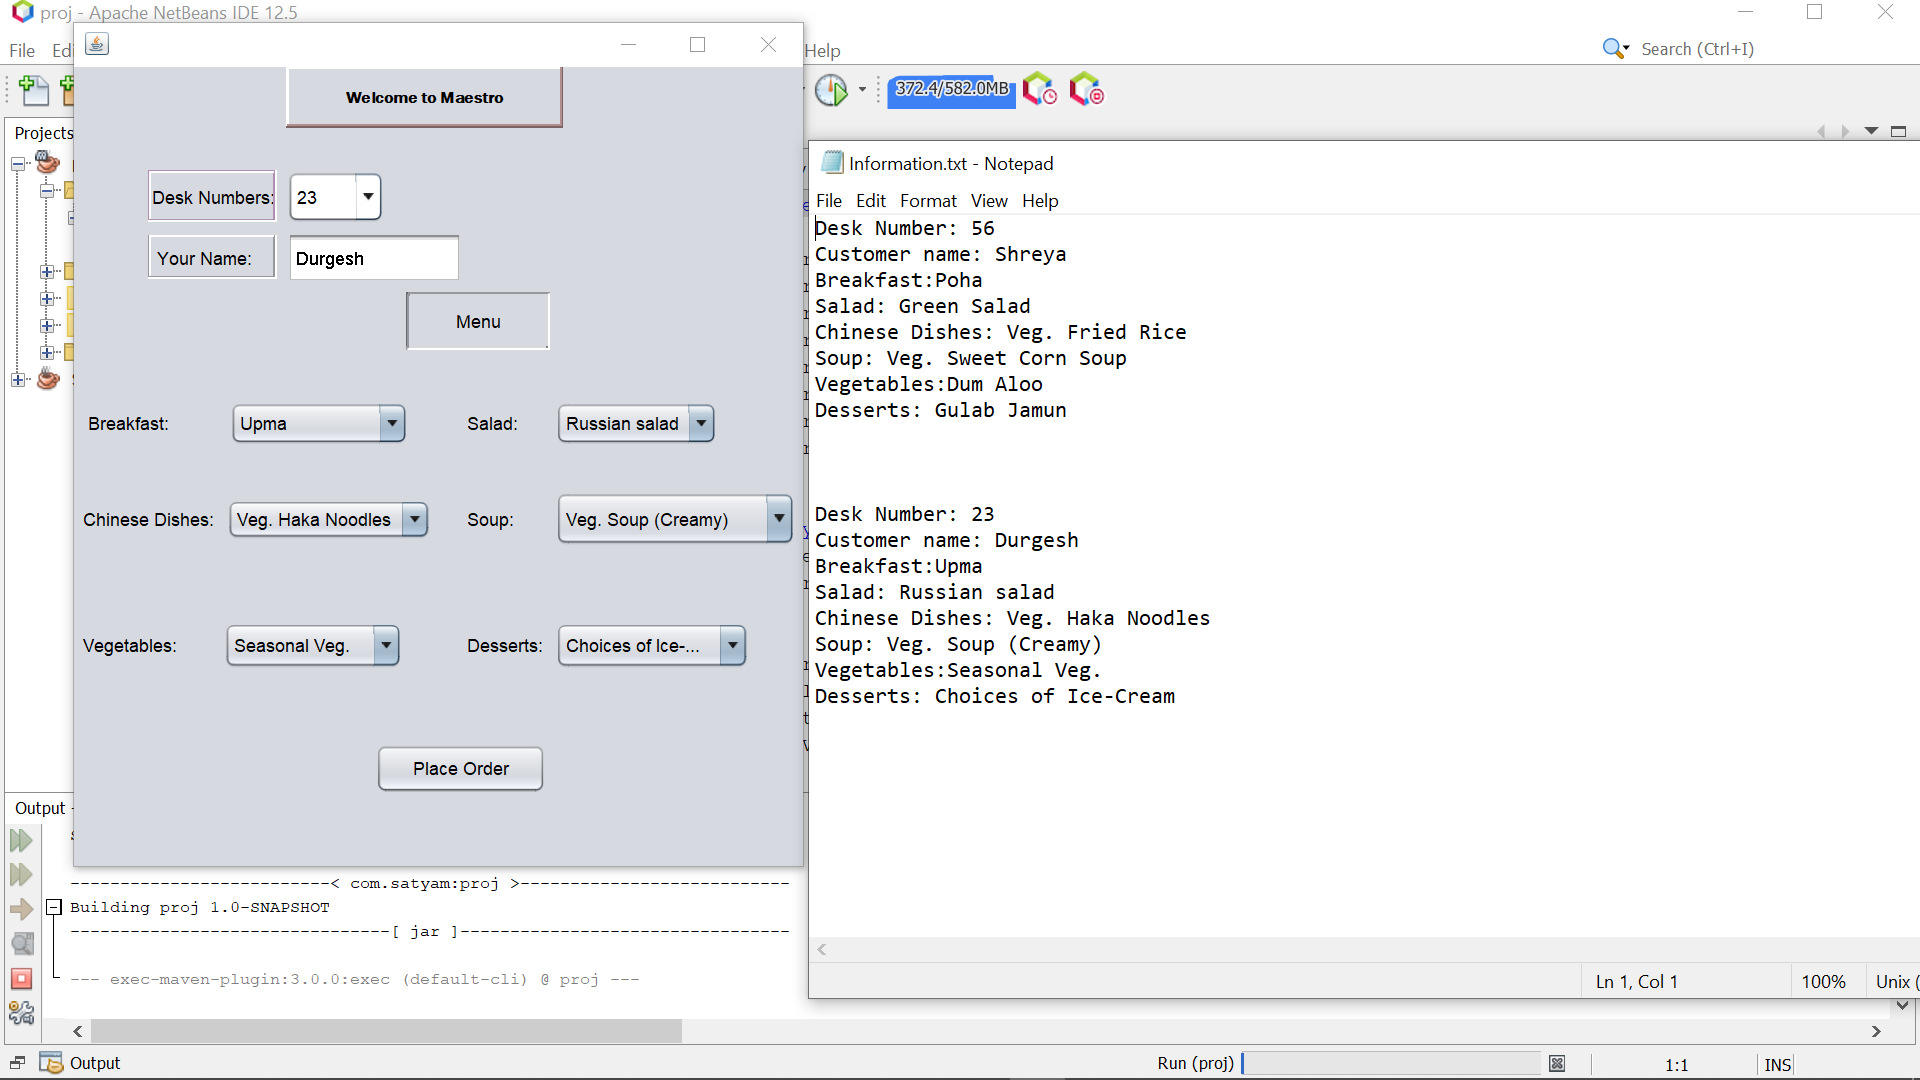 proj - Apache NetBeans IDE 12.5
File Edi Help
Search (Ctrl+I)
372.4/582.0MB
Projects
Welcome to Maestro
Desk Numbers: 23
Your Name: Durgesh
Menu
Breakfast: Upma Salad: Russian salad
Chinese Dishes: Veg. Haka Noodles Soup: Veg. Soup (Creamy)
Vegetables: Seasonal Veg. Desserts: Choices of Ice-...
Place Order
Information.txt - Notepad
File Edit Format View Help
Desk Number: 56
Customer name: Shreya
Breakfast:Poha
Salad: Green Salad
Chinese Dishes: Veg. Fried Rice
Soup: Veg. Sweet Corn Soup
Vegetables:Dum Aloo
Desserts: Gulab Jamun
Desk Number: 23
Customer name: Durgesh
Breakfast:Upma
Salad: Russian salad
Chinese Dishes: Veg. Haka Noodles
Soup: Veg. Soup (Creamy)
Vegetables:Seasonal Veg.
Desserts: Choices of Ice-Cream
Ln 1, Col 1 100% Unix (
Output -
--------------------------< com.satyam:proj >---------------------------
Building proj 1.0-SNAPSHOT
--------------------------------[ jar ]---------------------------------
--- exec-maven-plugin:3.0.0:exec (default-cli) @ proj ---
Output
Run (proj)
1:1 INS